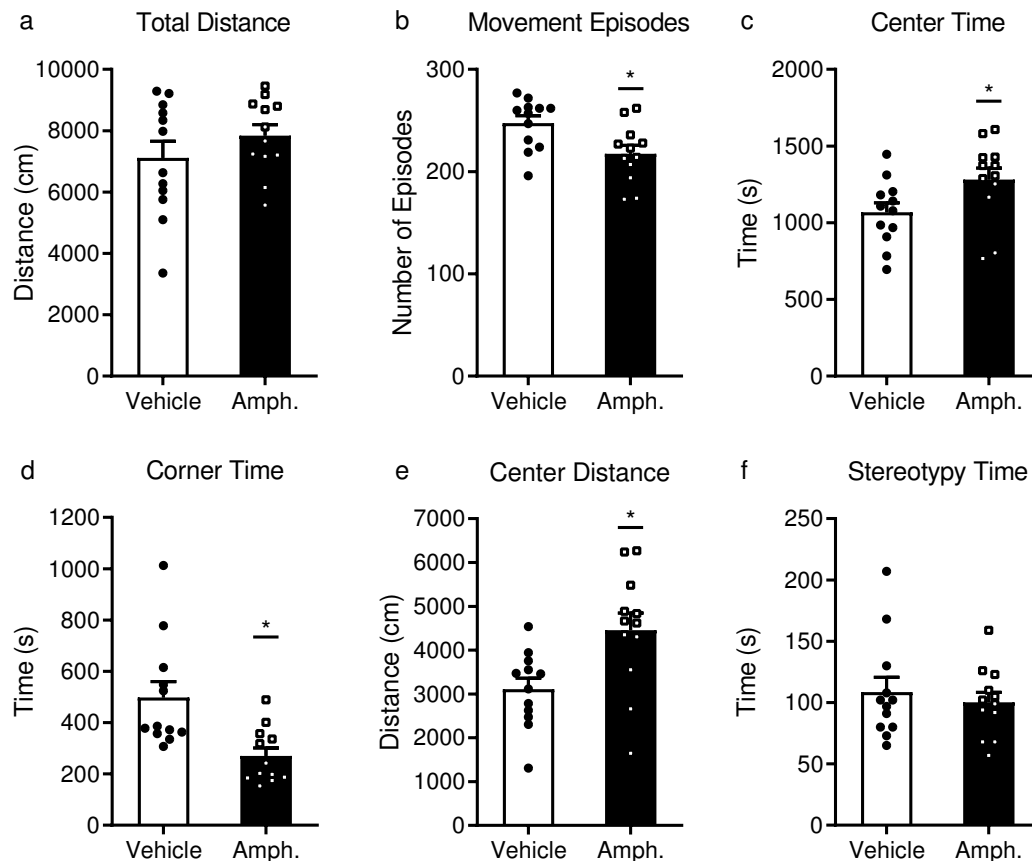 a Total Distance
10000
8000
6000
4000
2000
0
Distance (cm)
Vehicle Amph.
b Movement Episodes
300
200
100
0
Number of Episodes
*
Vehicle Amph.
c Center Time
2000
1500
1000
500
0
Time (s)
*
Vehicle Amph.
d Corner Time
1200
1000
800
600
400
200
0
Time (s)
*
Vehicle Amph.
e Center Distance
7000
6000
5000
4000
3000
2000
1000
0
Distance (cm)
*
Vehicle Amph.
f Stereotypy Time
250
200
150
100
50
0
Time (s)
Vehicle Amph.